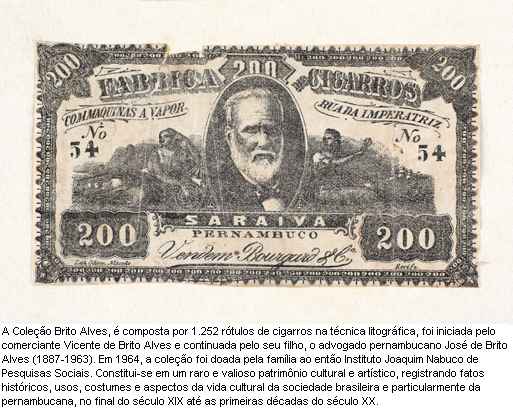 200 200 200
FABRICA DE CIGARROS
COM MAQUINAS A VAPOR. RUA DA IMPERATRIZ.
No No
54 54
SARAIVA
PERNAMBUCO
200 200
Vendem Bourgard & Ca
Recife
A Coleção Brito Alves, é composta por 1.252 rótulos de cigarros na técnica litográfica, foi iniciada pelo
comerciante Vicente de Brito Alves e continuada pelo seu filho, o advogado pernambucano José de Brito
Alves (1887-1963). Em 1964, a coleção foi doada pela família ao então Instituto Joaquim Nabuco de
Pesquisas Sociais. Constitui-se em um raro e valioso patrimônio cultural e artístico, registrando fatos
históricos, usos, costumes e aspectos da vida cultural da sociedade brasileira e particularmente da
pernambucana, no final do século XIX até as primeiras décadas do século XX.